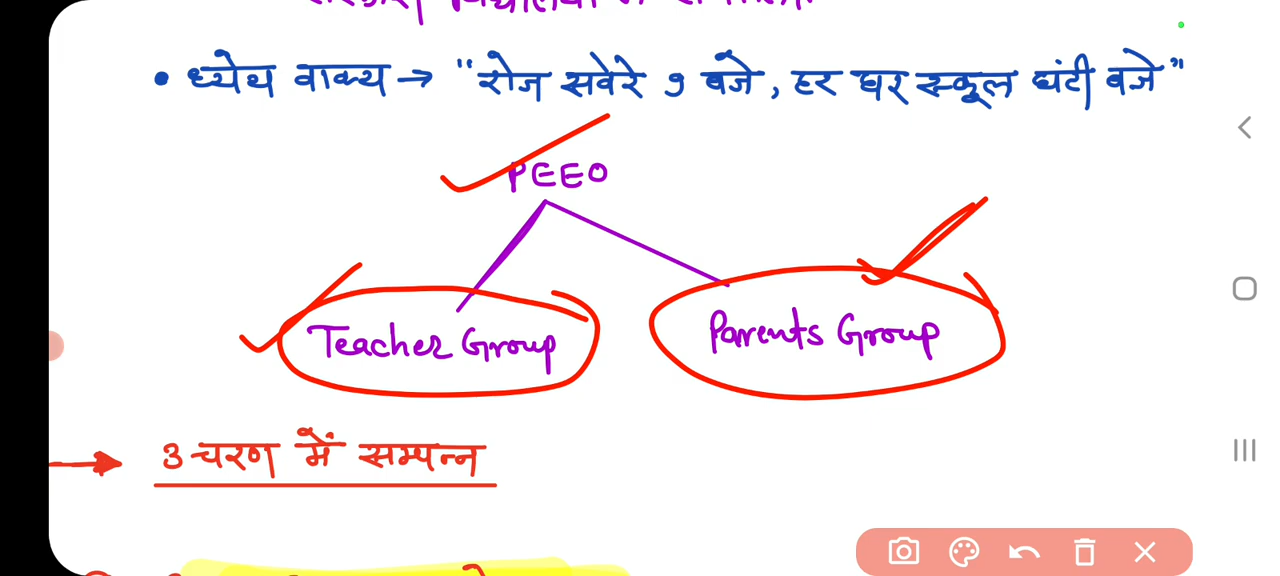 • ध्येय वाक्य → "रोज सवेरे 9 बजे, हर घर स्कूल घंटी बजे"
PEEO
Teacher Group
Parents Group
→ 3 चरण में सम्पन्न